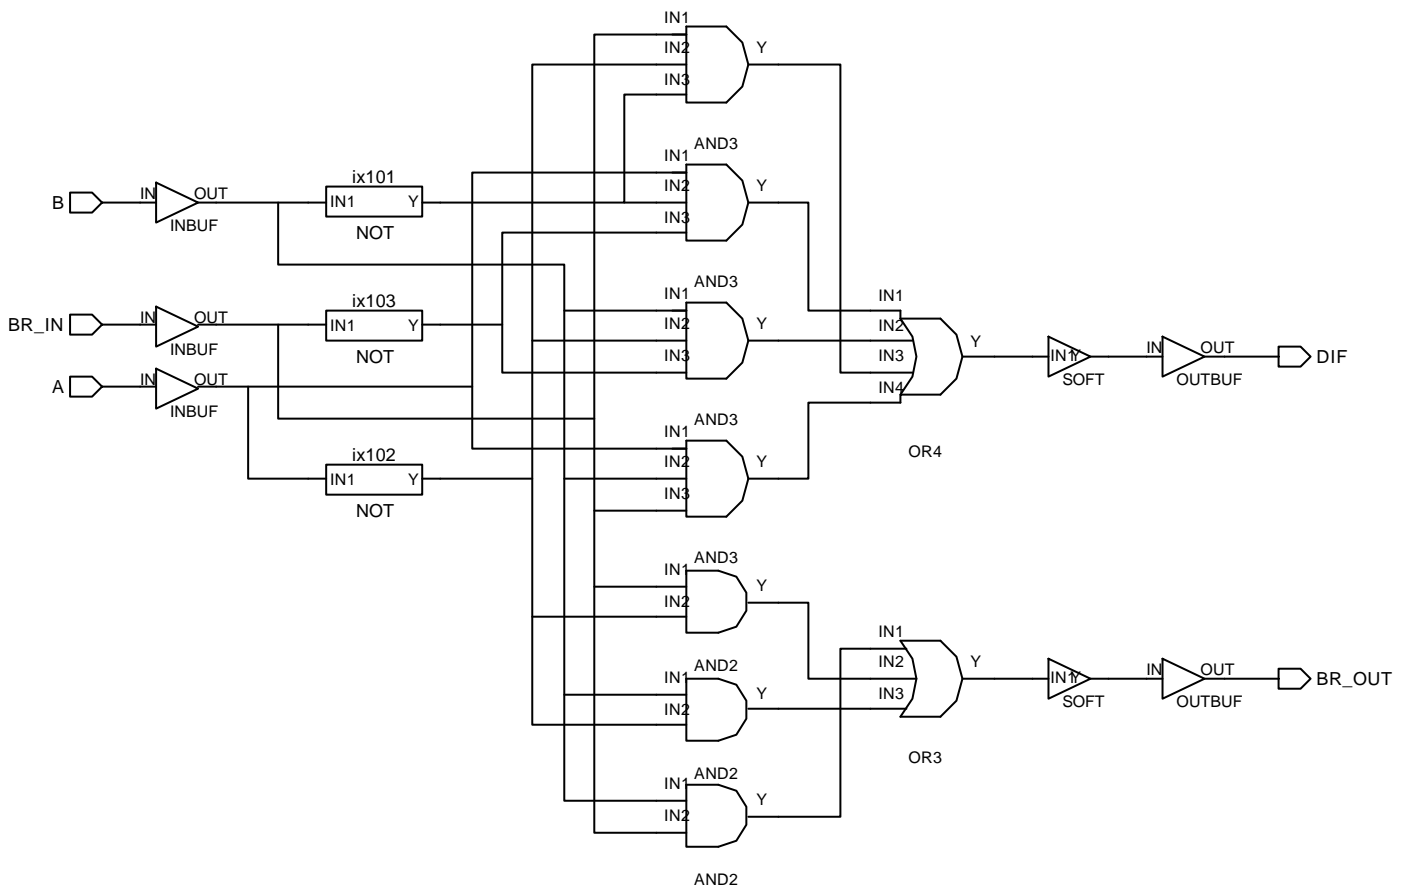 IN1
IN2 Y
IN3
AND3
IN1
IN2 Y
IN3
B IN OUT ix101
INBUF IN1 Y
NOT
AND3
IN1
IN2 Y
IN3
BR_IN IN OUT ix103
INBUF IN1 Y
NOT
IN1
IN2 Y
IN3
IN4
OR4
IN1Y
SOFT
IN OUT
OUTBUF
DIF
A IN OUT
INBUF
AND3
IN1
IN2 Y
IN3
ix102
IN1 Y
NOT
AND3
IN1 Y
IN2
AND2
IN1 Y
IN2
AND2
IN1 Y
IN2
AND2
IN1
IN2 Y
IN3
OR3
IN1Y
SOFT
IN OUT
OUTBUF
BR_OUT